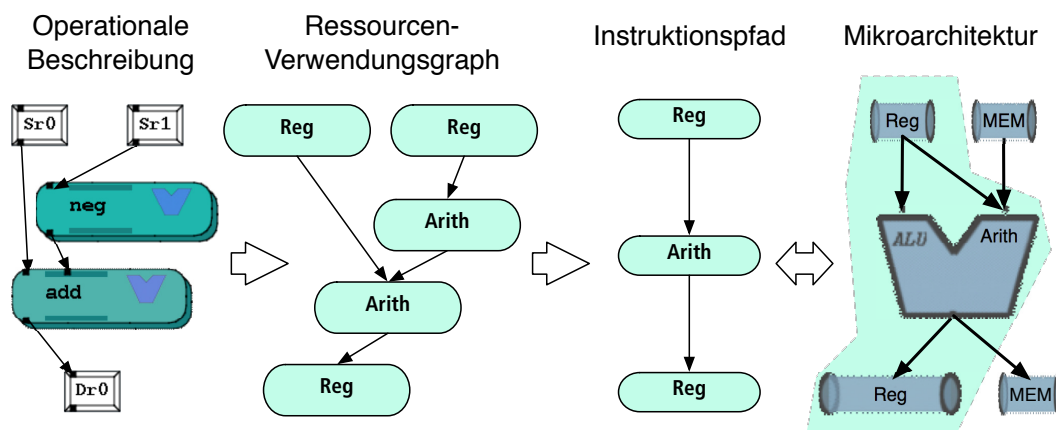 Operationale
Beschreibung
Ressourcen-
Verwendungsgraph
Instruktionspfad
Mikroarchitektur
Sr0
Sr1
neg
add
Dr0
Reg
Reg
Arith
Arith
Reg
Reg
Arith
Reg
Reg
MEM
ALU
Arith
Reg
MEM